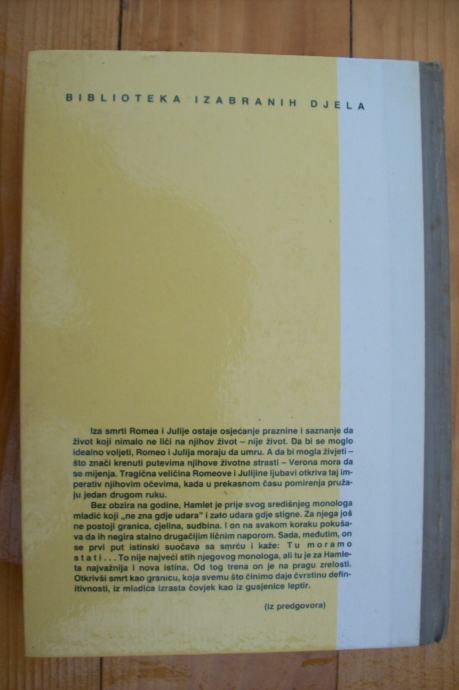 BIBLIOTEKA IZABRANIH DJELA
Iza smrti Romea i Julije ostaje osjećanje praznine i saznanje da
život koji nimalo ne liči na njihov život – nije život. Da bi se moglo
idealno voljeti, Romeo i Julija moraju da umru. A da bi mogla živjeti –
što znači krenuti putevima njihove životne strasti – Verona mora da
se mijenja. Tragična veličina Romeove i Julijine ljubavi otkriva taj im-
perativ njihovim očevima, kada u prekasnom času pomirenja pruža-
ju jedan drugom ruku.
Bez obzira na godine, Hamlet je prije svog središnjeg monologa
mladić koji „ne zna gdje udara" i zato udara gdje stigne. Za njega još
ne postoji granica, cjelina, sudbina. I on na svakom koraku pokuša-
va da ih negira stalno drugačijim ličnim naporom. Sada, međutim, on
se prvi put istinski suočava sa smrću i kaže: Tu moramo
stati... To nije najveći stih njegovog monologa, ali tu je za Hamle-
ta najvažnija i nova istina. Od tog trena on je na pragu zrelosti.
Otkrivši smrt kao granicu, koja svemu što činimo daje čvrstinu defin-
itivnosti, iz mladića izrasta čovjek kao iz gusjenice leptir.
(iz predgovora)